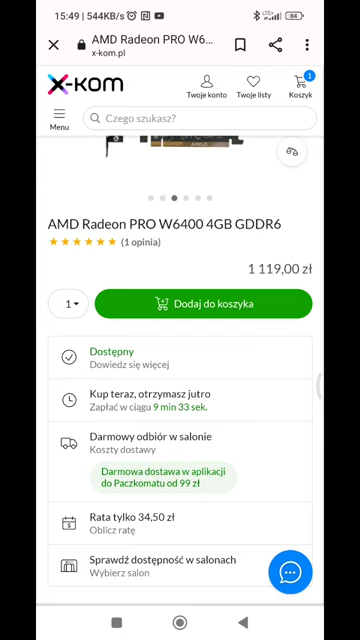 15:49 | 544KB/s
84
AMD Radeon PRO W6...
x-kom.pl
x-kom
Twoje konto
Twoje listy
1
Koszyk
Menu
Czego szukasz?
AMD
AMD Radeon PRO W6400 4GB GDDR6
(1 opinia)
1 119,00 zł
1
Dodaj do koszyka
Dostępny
Dowiedz się więcej
Kup teraz, otrzymasz jutro
Zapłać w ciągu 9 min 33 sek.
Darmowy odbiór w salonie
Koszty dostawy
Darmowa dostawa w aplikacji
do Paczkomatu od 99 zł
Rata tylko 34,50 zł
Oblicz ratę
Sprawdź dostępność w salonach
Wybierz salon